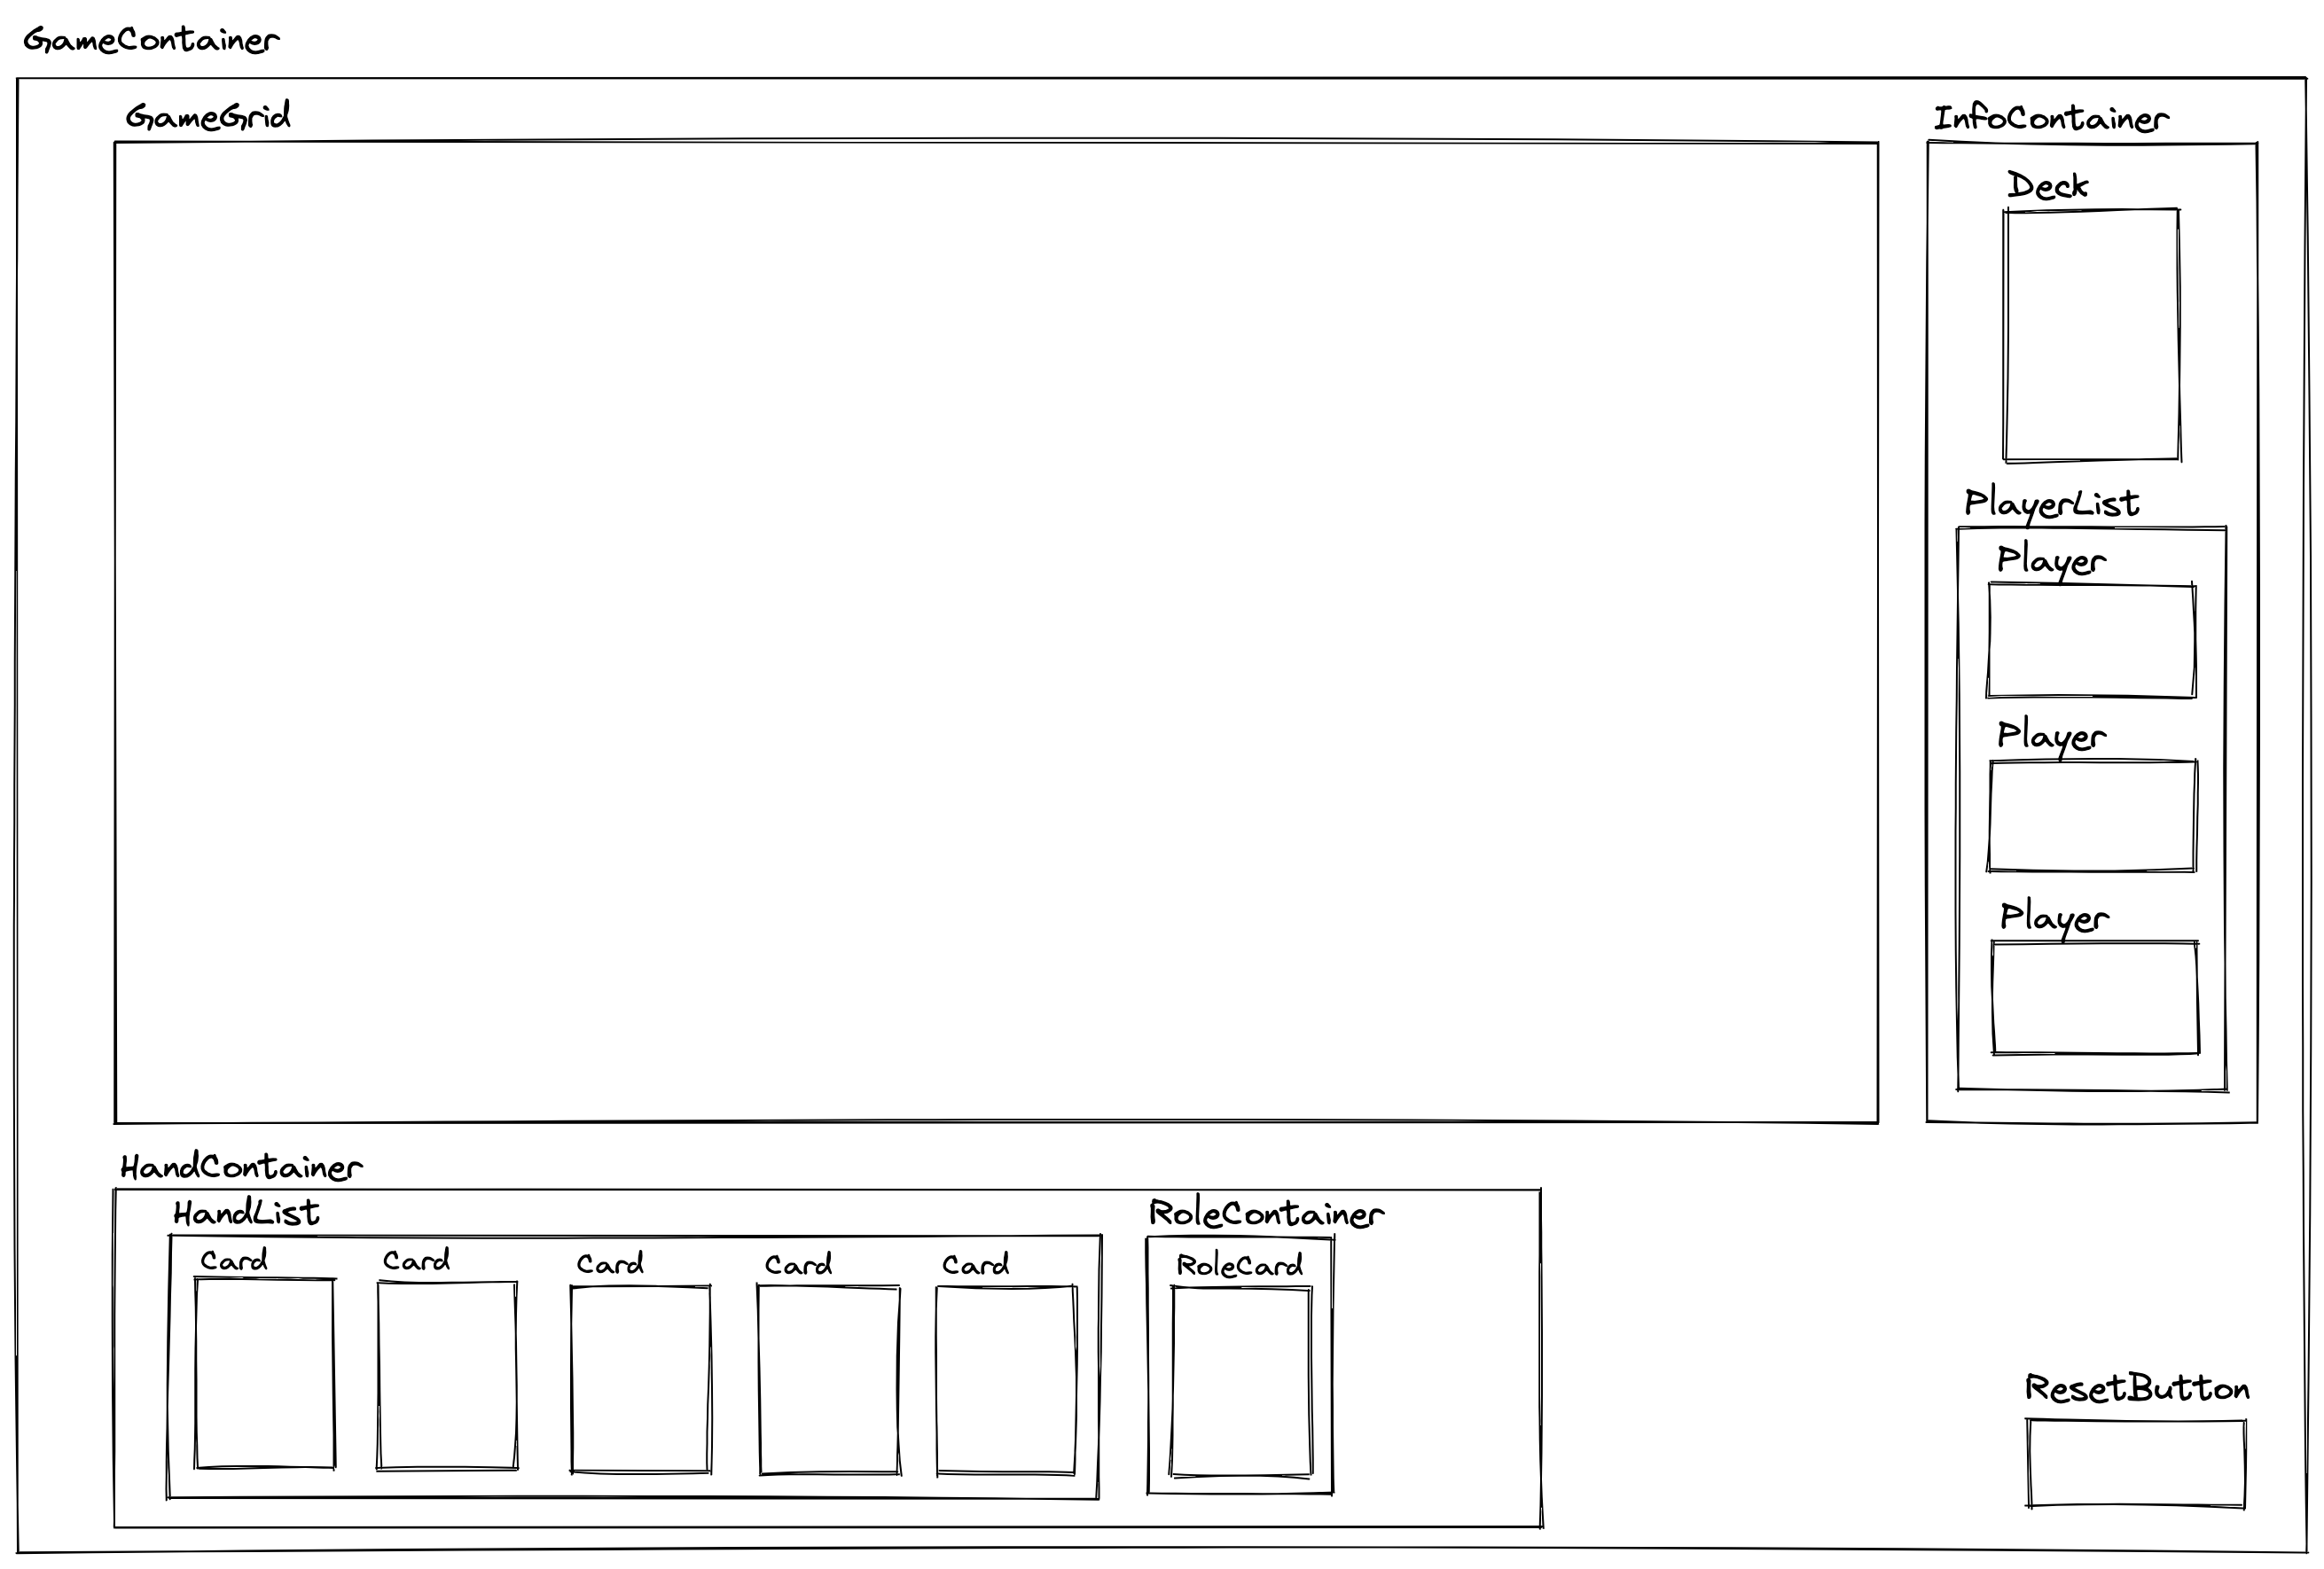 GameContainer
GameGrid
InfoContainer
Deck
PlayerList
Player
Player
Player
HandContainer
HandList
Card
Card
Card
Card
Card
RoleContainer
RoleCard
ResetButton